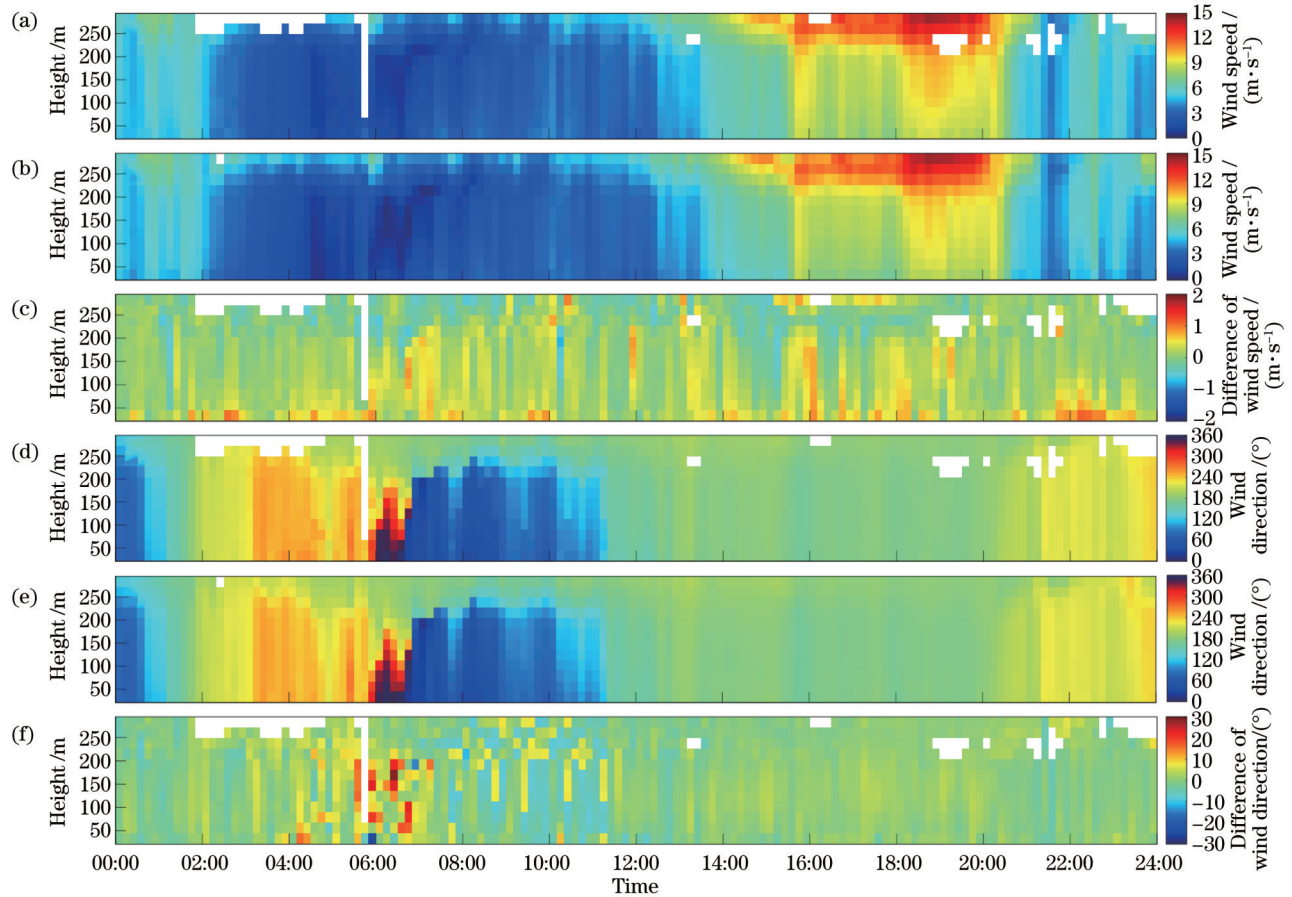 (a)
Height /m
250
200
150
100
50
15
12
9
6
3
0
Wind speed /
(m·s⁻¹)
(b)
Height /m
250
200
150
100
50
15
12
9
6
3
0
Wind speed /
(m·s⁻¹)
(c)
Height /m
250
200
150
100
50
2
1
0
−1
−2
Difference of
wind speed /
(m·s⁻¹)
(d)
Height /m
250
200
150
100
50
360
300
240
180
120
60
0
Wind
direction /(°)
(e)
Height /m
250
200
150
100
50
360
300
240
180
120
60
0
Wind
direction /(°)
(f)
Height /m
250
200
150
100
50
30
20
10
0
−10
−20
−30
Difference of
wind direction/(°)
00:00 02:00 04:00 06:00 08:00 10:00 12:00 14:00 16:00 18:00 20:00 22:00 24:00
Time